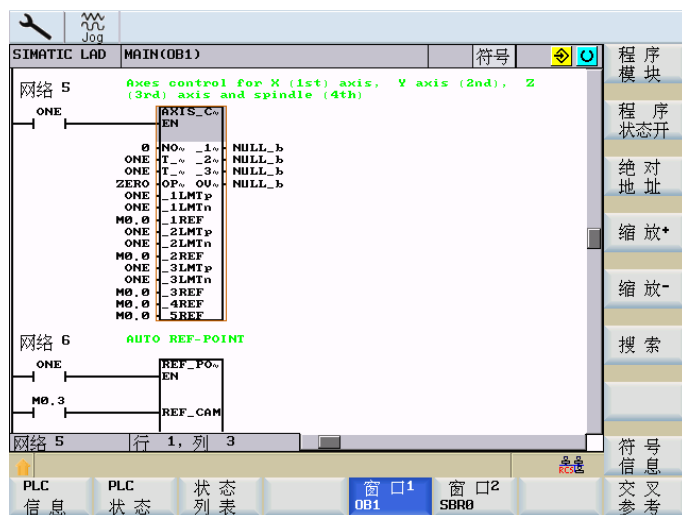 Jog
SIMATIC LAD MAIN(OB1) 符号
网络 5 Axes control for X (1st) axis, Y axis (2nd), Z
(3rd) axis and spindle (4th)
ONE AXIS_C~
EN
0 NO~ _1~ NULL_b
ONE T_~ _2~ NULL_b
ONE T_~ _3~ NULL_b
ZERO OP~ OV~ NULL_b
ONE _1LMTp
ONE _1LMTn
M0.0 _1REF
ONE _2LMTp
ONE _2LMTn
M0.0 _2REF
ONE _3LMTp
ONE _3LMTn
M0.0 _3REF
M0.0 _4REF
M0.0 _5REF
网络 6 AUTO REF-POINT
ONE REF_PO~
EN
M0.3
REF_CAM
网络 5 行 1, 列 3
RCS
PLC
信息
PLC
状态
状态
列表
窗口1
OB1
窗口2
SBR0
程序
模块
程序
状态开
绝对
地址
缩放+
缩放-
搜索
符号
信息
交叉
参考